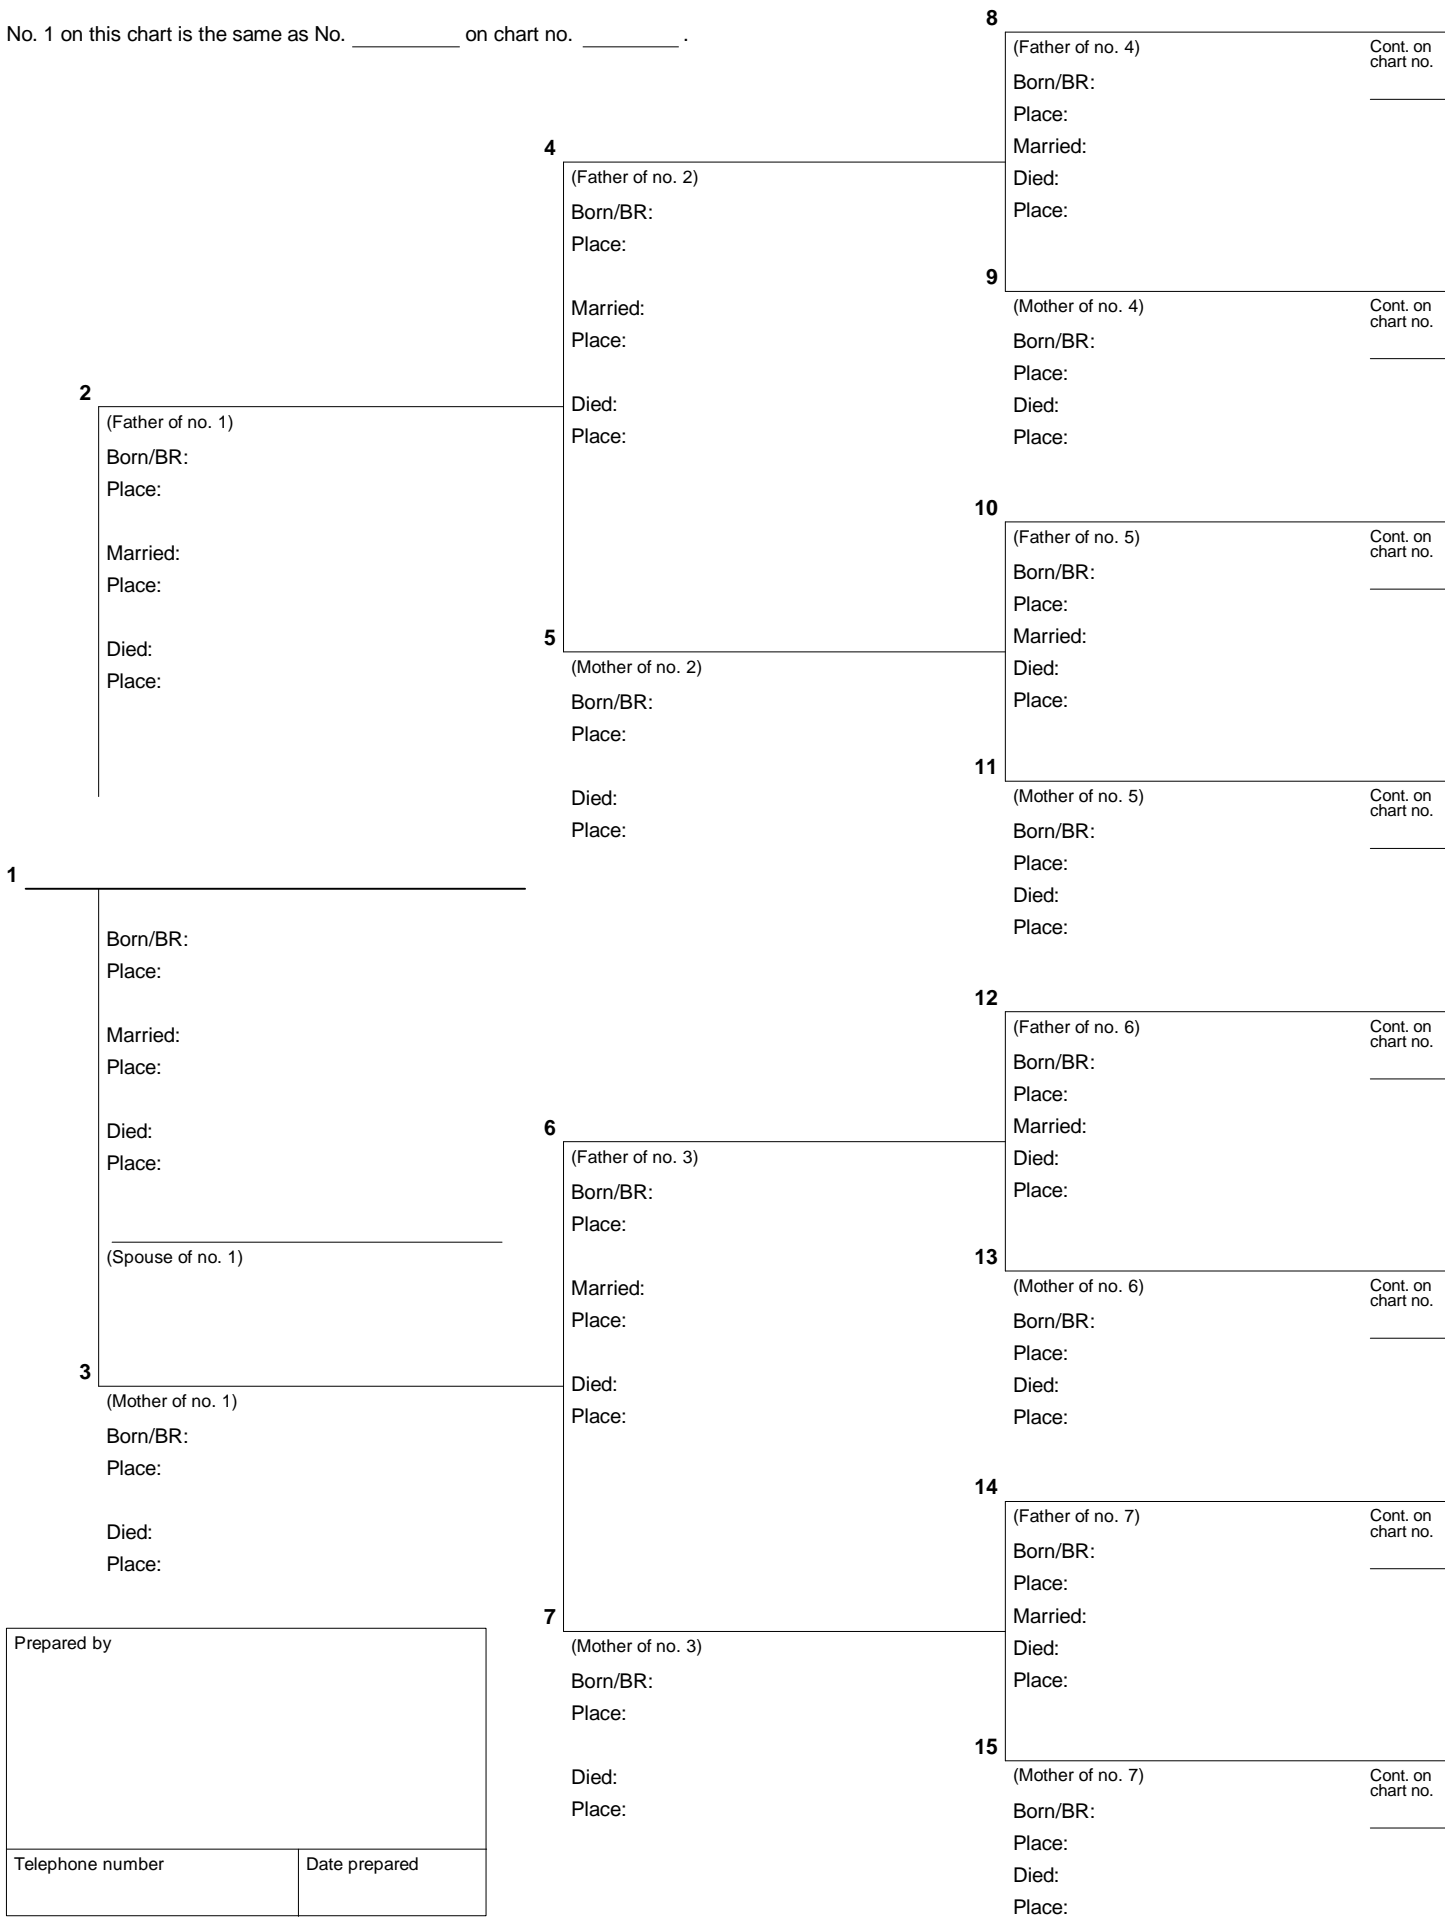 No. 1 on this chart is the same as No. __________ on chart no. _________ .
8
(Father of no. 4)
Cont. on
chart no.
Born/BR:
Place:
Married:
Died:
Place:
4
(Father of no. 2)
Born/BR:
Place:
Married:
Place:
Died:
Place:
9
(Mother of no. 4)
Cont. on
chart no.
Born/BR:
Place:
Died:
Place:
2
(Father of no. 1)
Born/BR:
Place:
Married:
Place:
Died:
Place:
10
(Father of no. 5)
Cont. on
chart no.
Born/BR:
Place:
Married:
Died:
Place:
5
(Mother of no. 2)
Born/BR:
Place:
Died:
Place:
11
(Mother of no. 5)
Cont. on
chart no.
Born/BR:
Place:
Died:
Place:
1
Born/BR:
Place:
Married:
Place:
Died:
Place:
(Spouse of no. 1)
12
(Father of no. 6)
Cont. on
chart no.
Born/BR:
Place:
Married:
Died:
Place:
6
(Father of no. 3)
Born/BR:
Place:
Married:
Place:
Died:
Place:
13
(Mother of no. 6)
Cont. on
chart no.
Born/BR:
Place:
Died:
Place:
3
(Mother of no. 1)
Born/BR:
Place:
Died:
Place:
14
(Father of no. 7)
Cont. on
chart no.
Born/BR:
Place:
Married:
Died:
Place:
7
(Mother of no. 3)
Born/BR:
Place:
Died:
Place:
15
(Mother of no. 7)
Cont. on
chart no.
Born/BR:
Place:
Died:
Place:
Prepared by
Telephone number
Date prepared